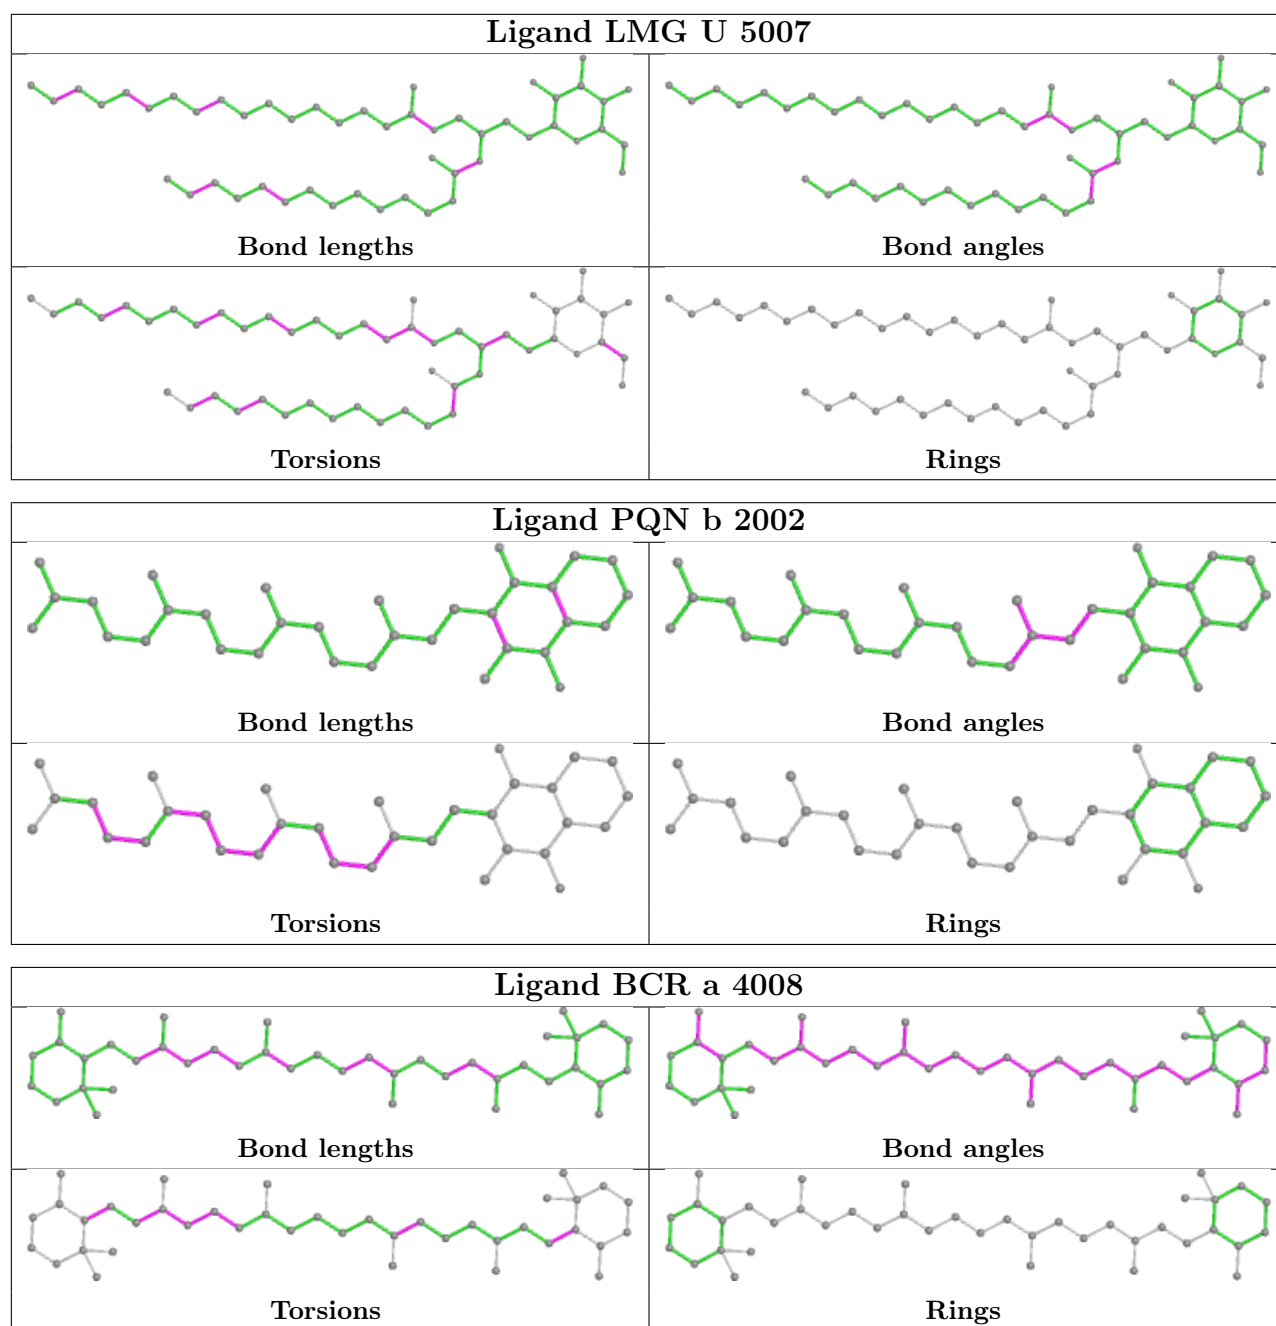 Ligand LMG U 5007
Bond lengths
Bond angles
Torsions
Rings
Ligand PQN b 2002
Bond lengths
Bond angles
Torsions
Rings
Ligand BCR a 4008
Bond lengths
Bond angles
Torsions
Rings